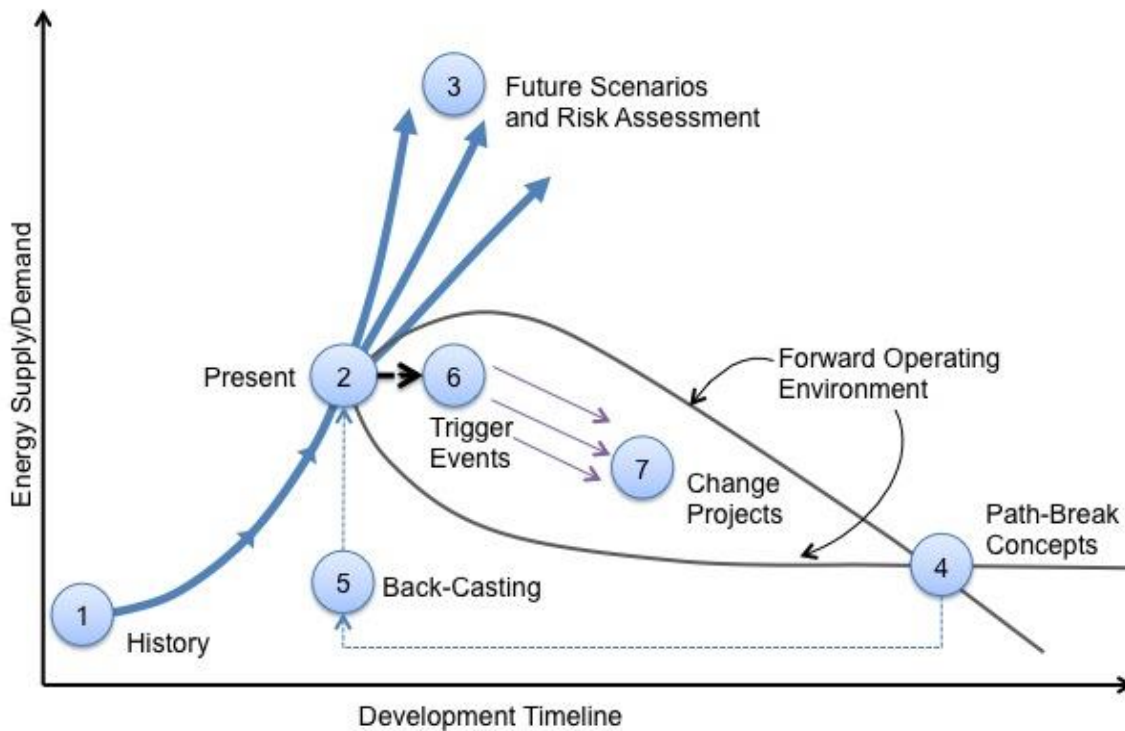 3
Future Scenarios
and Risk Assessment
Energy Supply/Demand
Present
2
6
Trigger
Events
Forward Operating
Environment
7
Change
Projects
Path-Break
Concepts
4
5
Back-Casting
1
History
Development Timeline